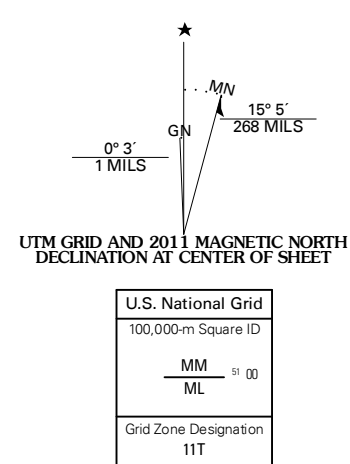 MN
15° 5´
268 MILS
GN
0° 3´
1 MILS
UTM GRID AND 2011 MAGNETIC NORTH
DECLINATION AT CENTER OF SHEET
U.S. National Grid
100,000-m Square ID
MM
51 00
ML
Grid Zone Designation
11T